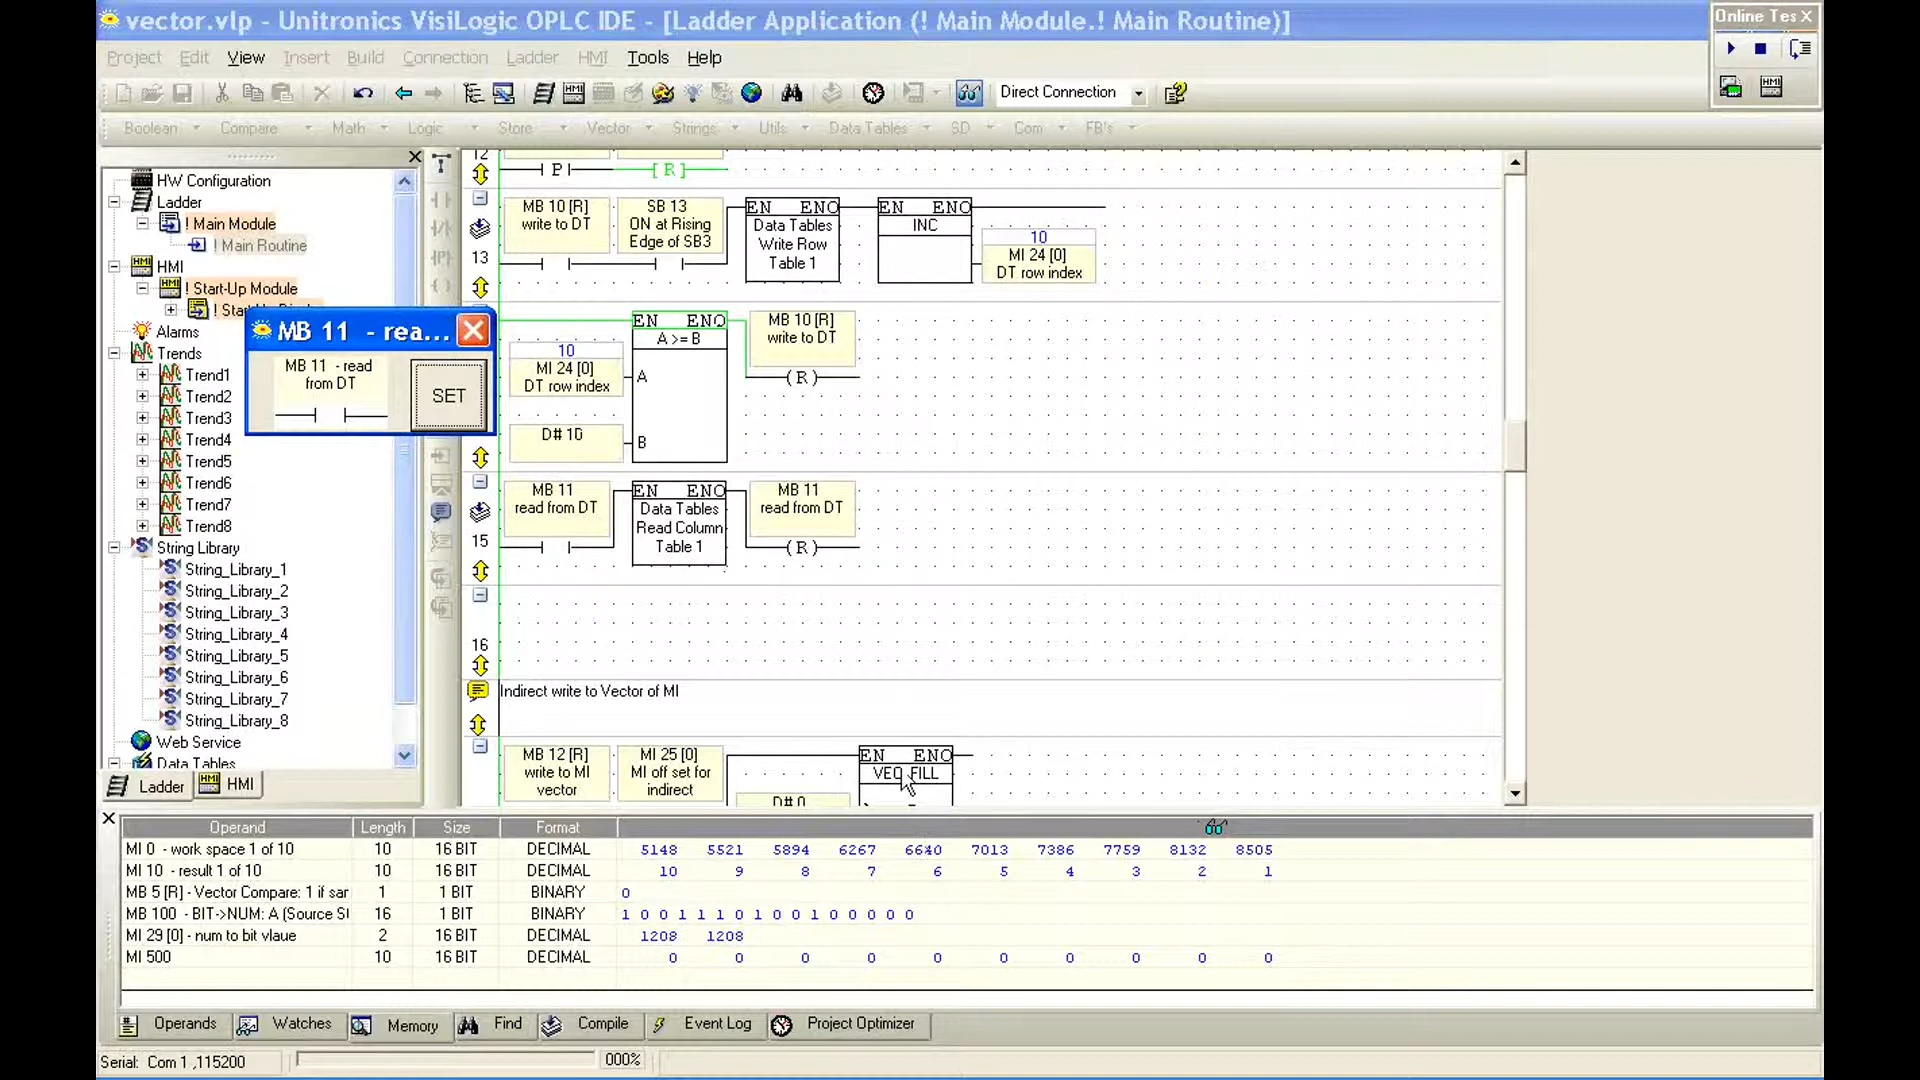 vector.vlp - Unitronics VisiLogic OPLC IDE - [Ladder Application (! Main Module.! Main Routine)]
Online Tes X
Project Edit View Insert Build Connection Ladder HMI Tools Help
Direct Connection
Boolean Compare Math Logic Store Vector Strings Utils Data Tables SD Com FB's
HW Configuration
Ladder
! Main Module
! Main Routine
HMI
! Start-Up Module
Alarms
Trends
Trend1
Trend2
Trend3
Trend4
Trend5
Trend6
Trend7
Trend8
String Library
String_Library_1
String_Library_2
String_Library_3
String_Library_4
String_Library_5
String_Library_6
String_Library_7
String_Library_8
Web Service
Data Tables
Ladder HMI
MB 11 - rea...
MB 11 - read
from DT
SET
12
P
[ R ]
MB 10 [R]
write to DT
SB 13
ON at Rising
Edge of SB3
EN ENO
Data Tables
Write Row
Table 1
EN ENO
INC
10
MI 24 [0]
DT row index
13
EN ENO
A >= B
10
MI 24 [0]
DT row index
A
D# 10
B
MB 10 [R]
write to DT
( R )
MB 11
read from DT
EN ENO
Data Tables
Read Column
Table 1
MB 11
read from DT
( R )
15
16
Indirect write to Vector of MI
MB 12 [R]
write to MI
vector
MI 25 [0]
MI off set for
indirect
D# 0
EN ENO
VEC FILL
Operand Length Size Format
MI 0 - work space 1 of 10 10 16 BIT DECIMAL 5148 5521 5894 6267 6640 7013 7386 7759 8132 8505
MI 10 - result 1 of 10 10 16 BIT DECIMAL 10 9 8 7 6 5 4 3 2 1
MB 5 [R] - Vector Compare: 1 if sar 1 1 BIT BINARY 0
MB 100 - BIT->NUM: A (Source St 16 1 BIT BINARY 1 0 0 1 1 1 0 1 0 0 1 0 0 0 0 0
MI 29 [0] - num to bit vlaue 2 16 BIT DECIMAL 1208 1208
MI 500 10 16 BIT DECIMAL 0 0 0 0 0 0 0 0 0 0
Operands Watches Memory Find Compile Event Log Project Optimizer
Serial: Com 1 ,115200 000%